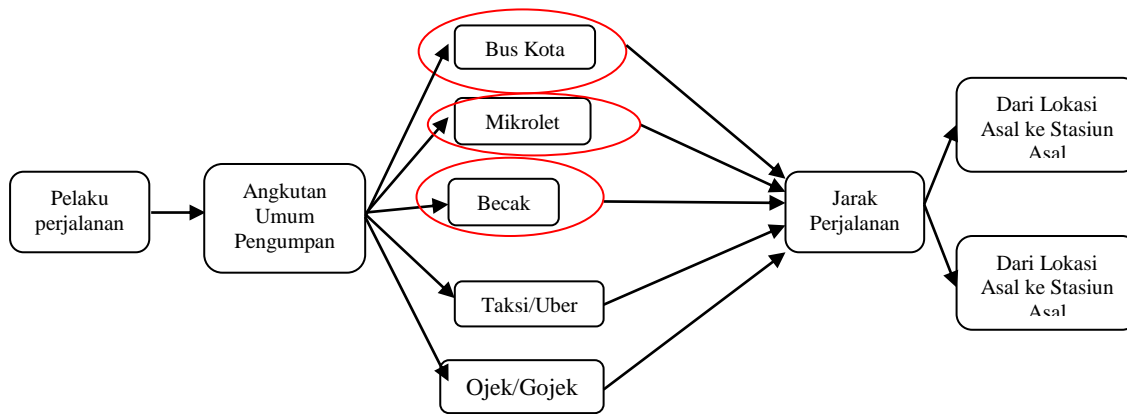 Pelaku
perjalanan
Angkutan
Umum
Pengumpan
Bus Kota
Mikrolet
Becak
Taksi/Uber
Ojek/Gojek
Jarak
Perjalanan
Dari Lokasi
Asal ke Stasiun
Asal
Dari Lokasi
Asal ke Stasiun
Asal